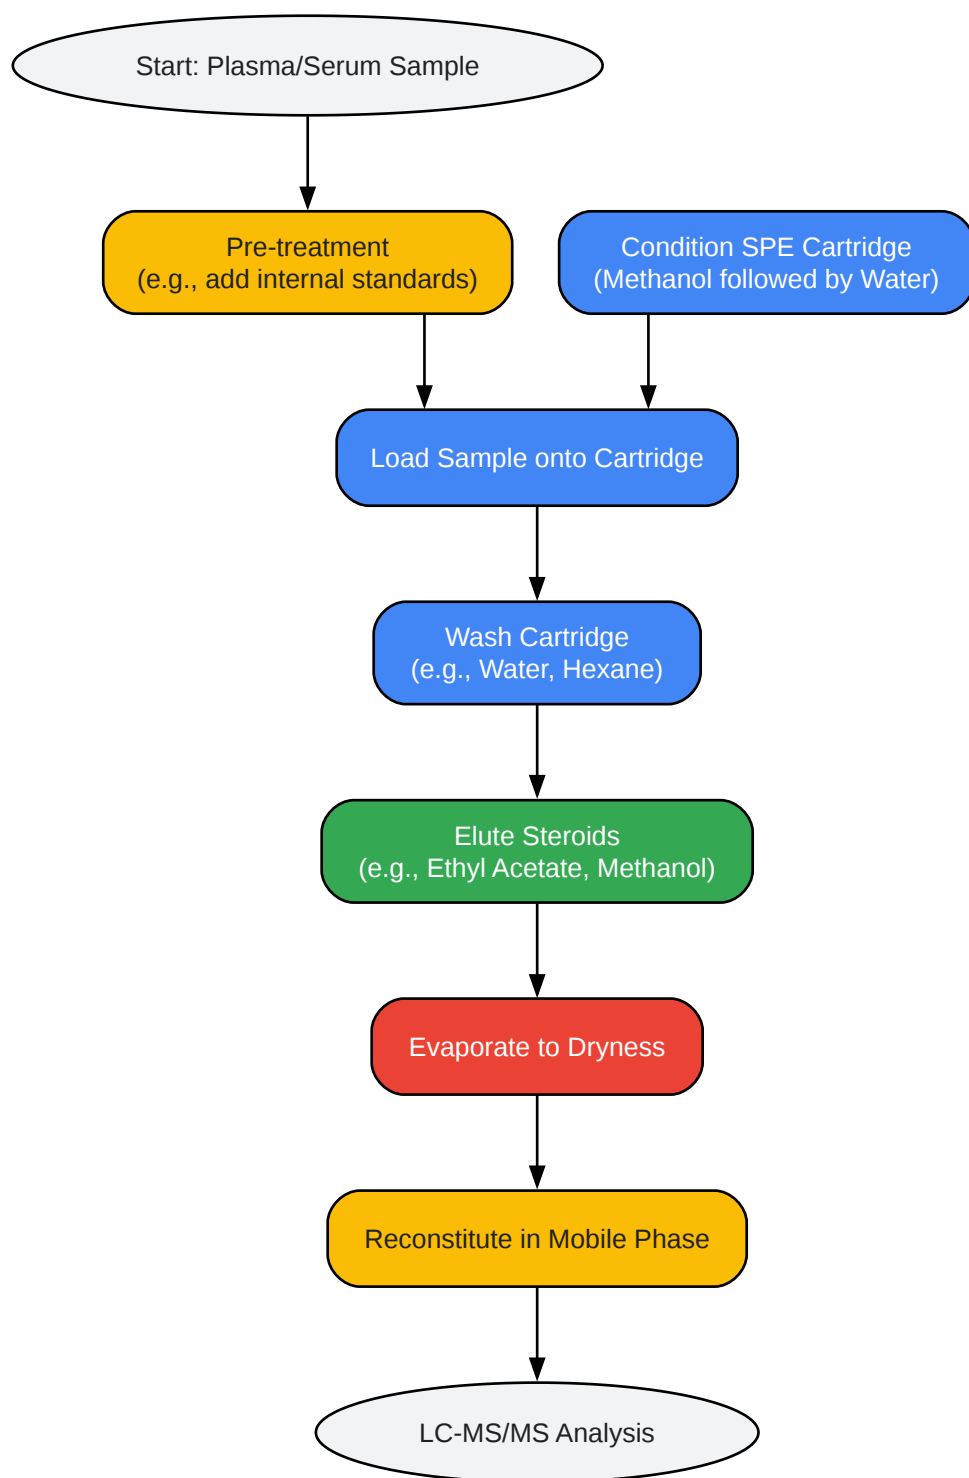 Start: Plasma/Serum Sample
Pre-treatment
(e.g., add internal standards)
Condition SPE Cartridge
(Methanol followed by Water)
Load Sample onto Cartridge
Wash Cartridge
(e.g., Water, Hexane)
Elute Steroids
(e.g., Ethyl Acetate, Methanol)
Evaporate to Dryness
Reconstitute in Mobile Phase
LC-MS/MS Analysis